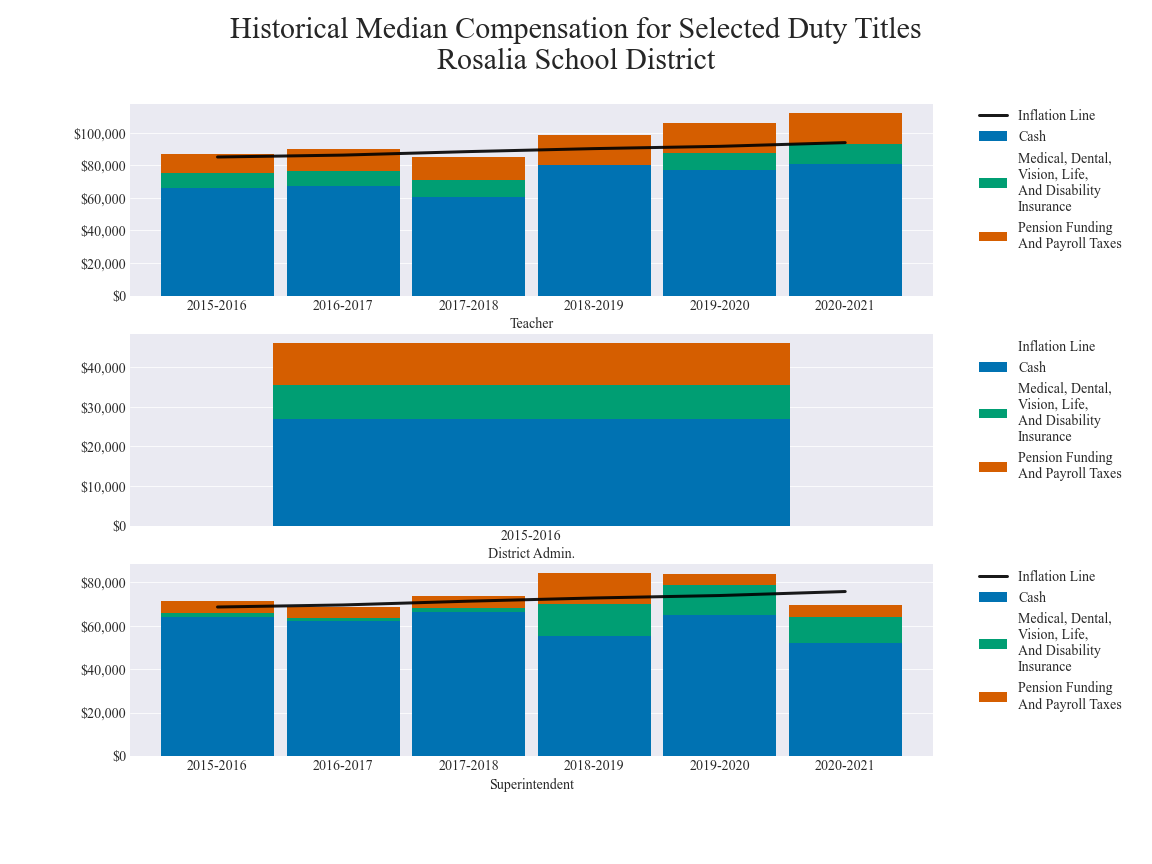 Historical Median Compensation for Selected Duty Titles
Rosalia School District
$100,000
$80,000
$60,000
$40,000
$20,000
$0
2015-2016
2016-2017
2017-2018
2018-2019
2019-2020
2020-2021
Teacher
Inflation Line
Cash
Medical, Dental,
Vision, Life,
And Disability
Insurance
Pension Funding
And Payroll Taxes
$40,000
$30,000
$20,000
$10,000
$0
2015-2016
District Admin.
Inflation Line
Cash
Medical, Dental,
Vision, Life,
And Disability
Insurance
Pension Funding
And Payroll Taxes
$80,000
$60,000
$40,000
$20,000
$0
2015-2016
2016-2017
2017-2018
2018-2019
2019-2020
2020-2021
Superintendent
Inflation Line
Cash
Medical, Dental,
Vision, Life,
And Disability
Insurance
Pension Funding
And Payroll Taxes